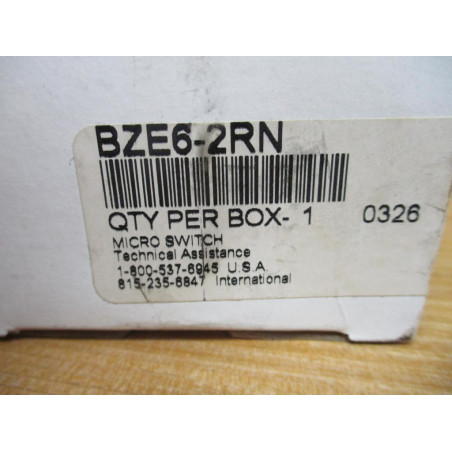 BZE6-2RN
QTY PER BOX- 1 0326
MICRO SWITCH
Technical Assistance
1-800-537-6945 U.S.A.
815-235-6847 International